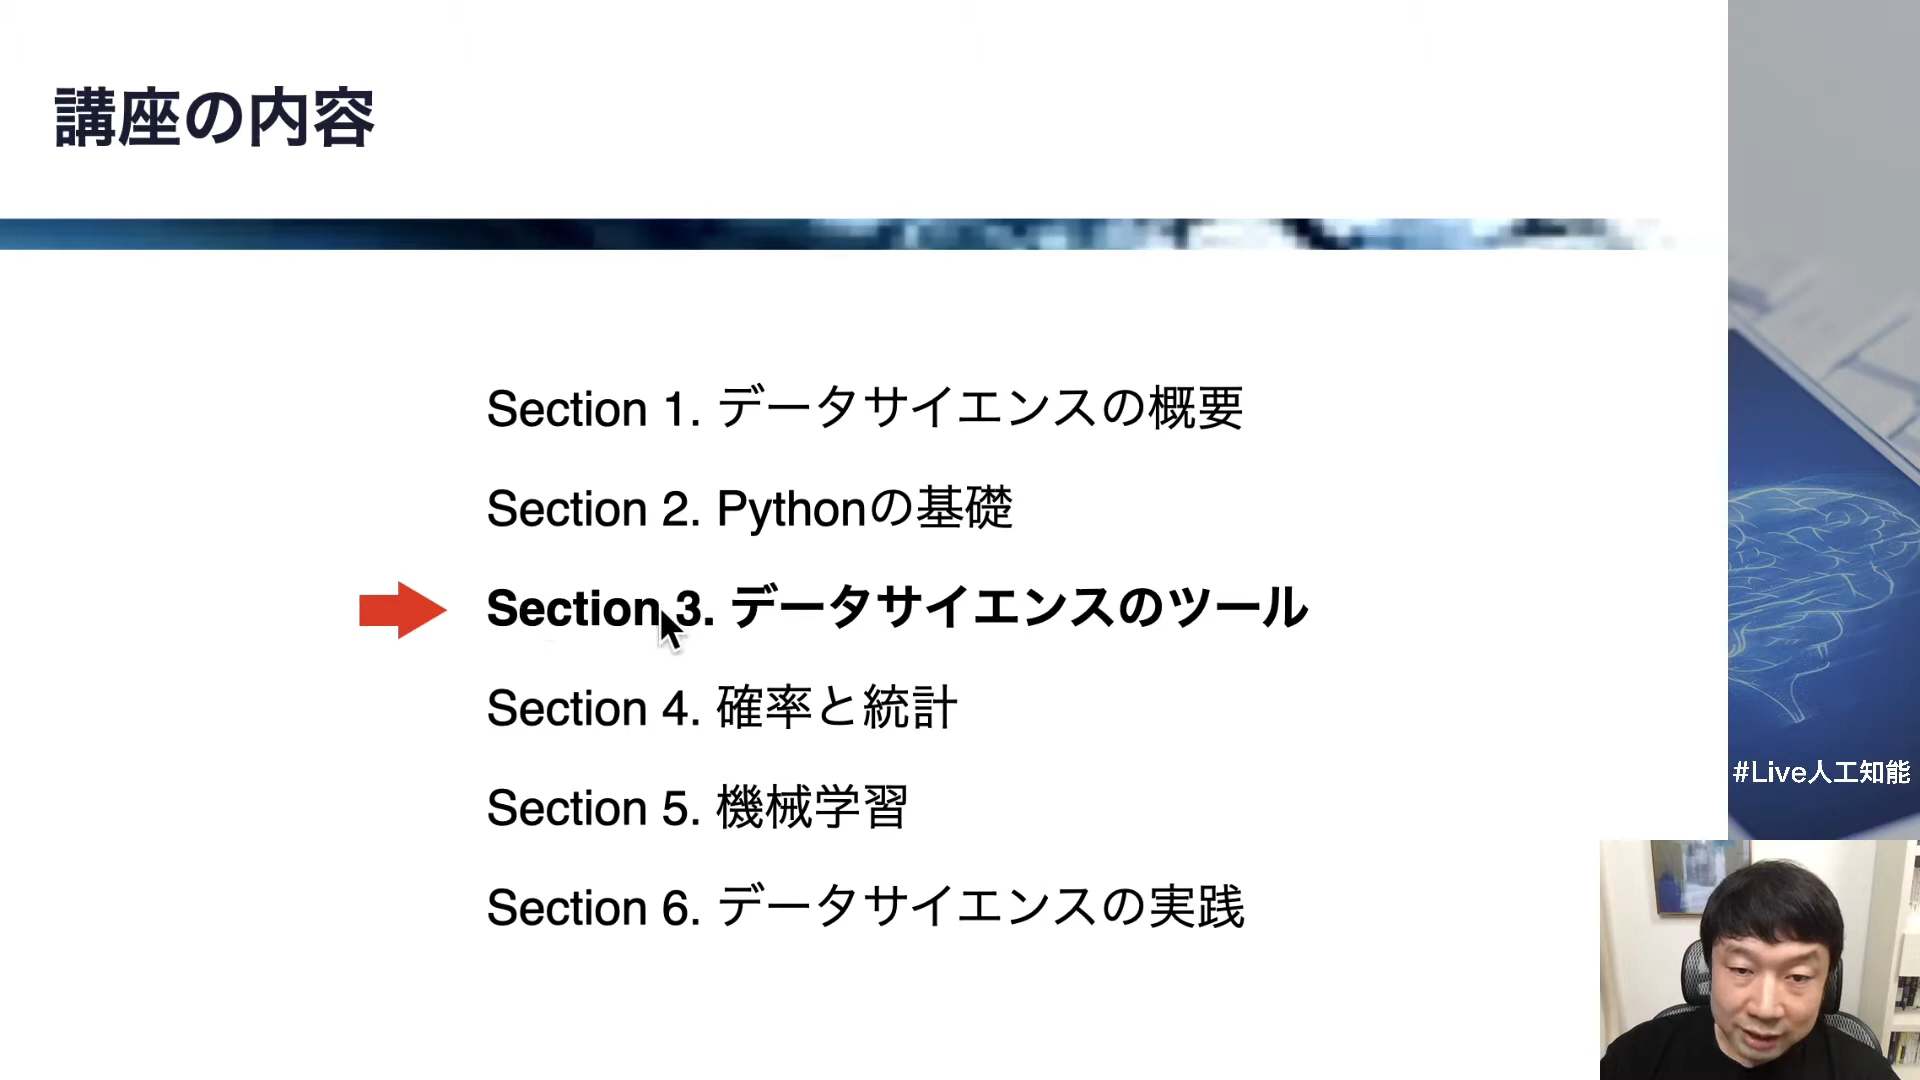 講座の内容
Section 1. データサイエンスの概要
Section 2. Pythonの基礎
Section 3. データサイエンスのツール
Section 4. 確率と統計
Section 5. 機械学習
Section 6. データサイエンスの実践
#Live人工知能